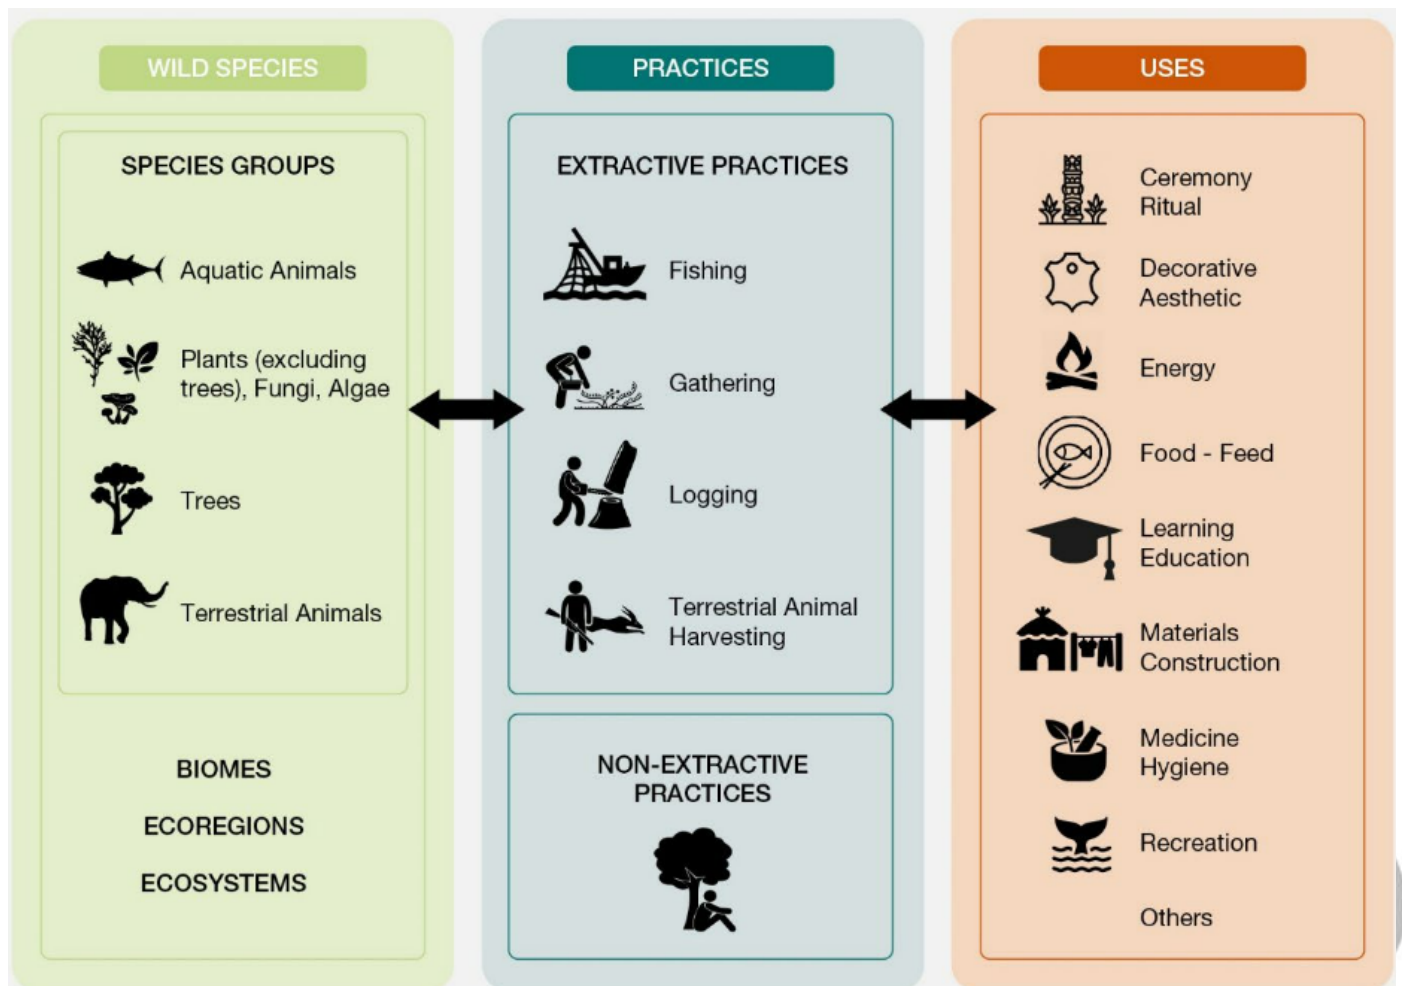 WILD SPECIES
SPECIES GROUPS
Aquatic Animals
Plants (excluding
trees), Fungi, Algae
Trees
Terrestrial Animals
BIOMES
ECOREGIONS
ECOSYSTEMS
PRACTICES
EXTRACTIVE PRACTICES
Fishing
Gathering
Logging
Terrestrial Animal
Harvesting
NON-EXTRACTIVE
PRACTICES
USES
Ceremony
Ritual
Decorative
Aesthetic
Energy
Food - Feed
Learning
Education
Materials
Construction
Medicine
Hygiene
Recreation
Others